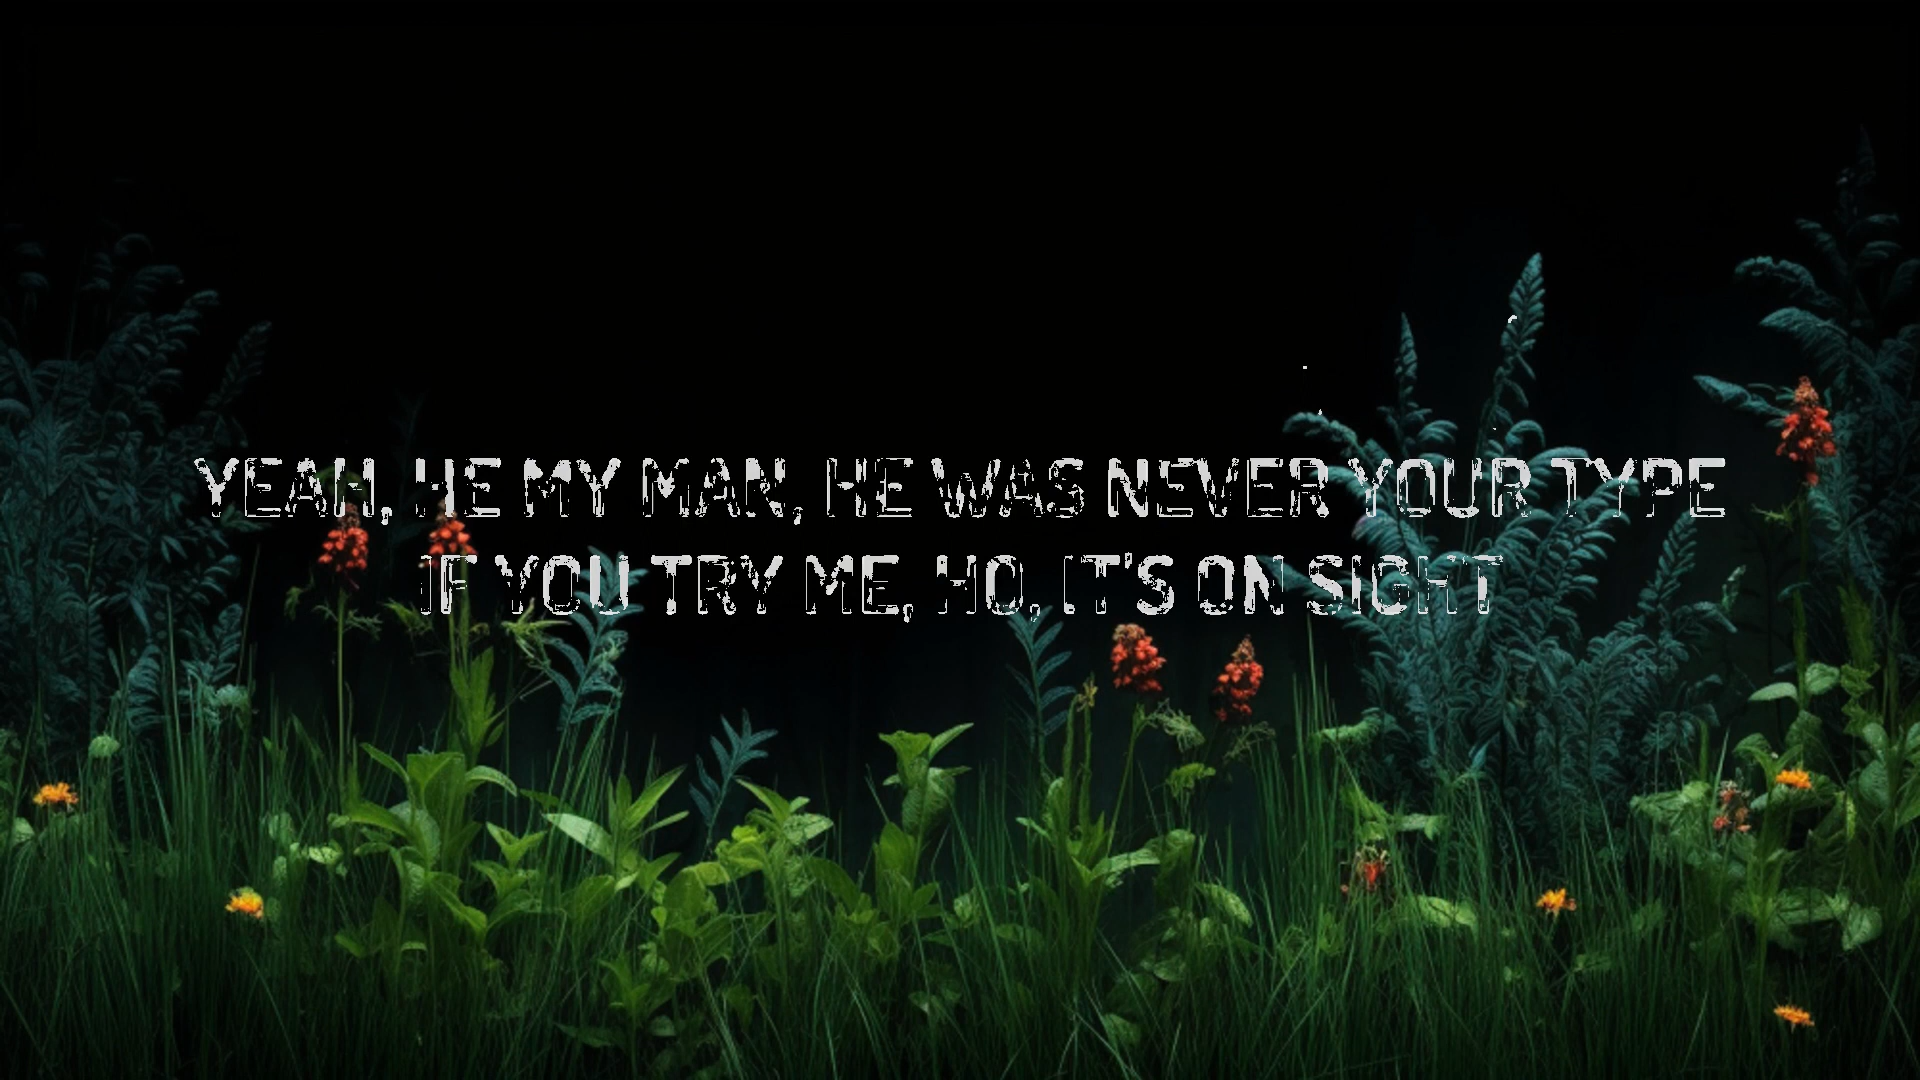 YEAH, HE MY MAN, HE WAS NEVER YOUR TYPE
IF YOU TRY ME, HO, IT'S ON SIGHT